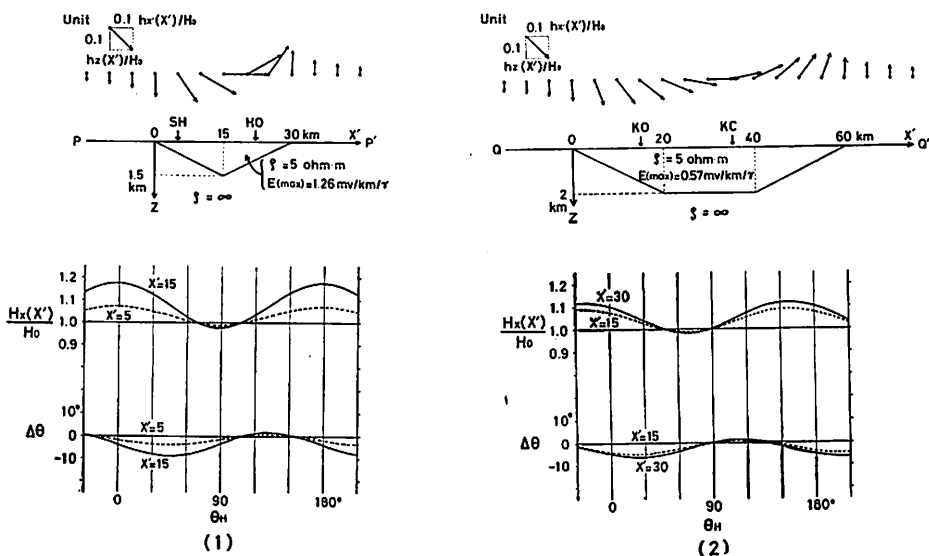 Unit
0.1 hx'(X')/H₀
0.1
hz(X')/H₀
SH
KO
P
0
15
30 km
X'
P'
1.5
km
Z
ρ = 5 ohm·m
E(max)=1.26mv/km/γ
ρ = ∞
1.2
1.1
1.0
0.9
Hx(X')
H₀
X'=15
X'=5
10°
0
-10
Δθ
X'=5
X'=15
0
90
180°
θH
(1)
Unit
0.1 hx'(X')/H₀
0.1
hz(X')/H₀
KO
KC
Q
0
20
40
60 km
X'
Q'
2
km
Z
ρ = 5 ohm·m
E(max)=0.57mv/km/γ
ρ = ∞
1.2
1.1
1.0
0.9
Hx(X')
H₀
X'=30
X'=15
10°
0
-10
Δθ
X'=15
X'=30
0
90
180°
θH
(2)